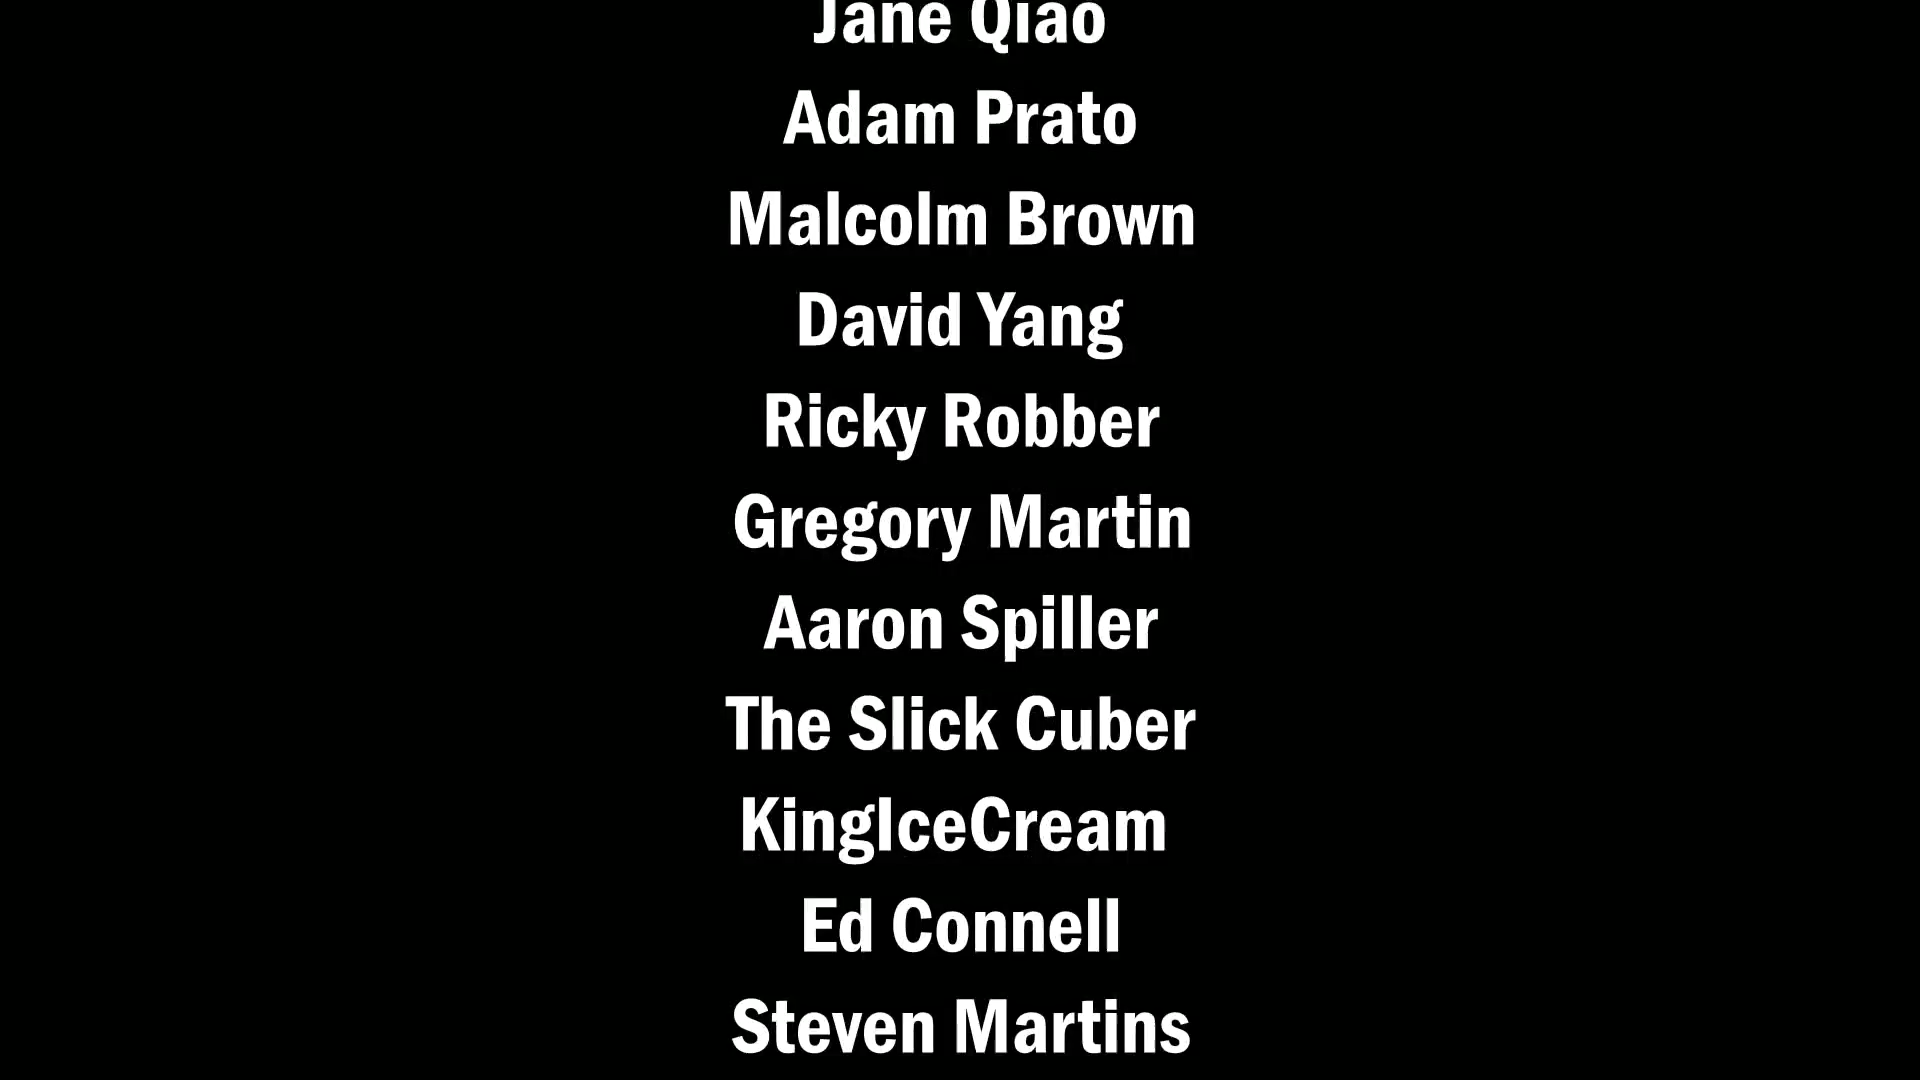 Jane Qiao
Adam Prato
Malcolm Brown
David Yang
Ricky Robber
Gregory Martin
Aaron Spiller
The Slick Cuber
KingIceCream
Ed Connell
Steven Martins